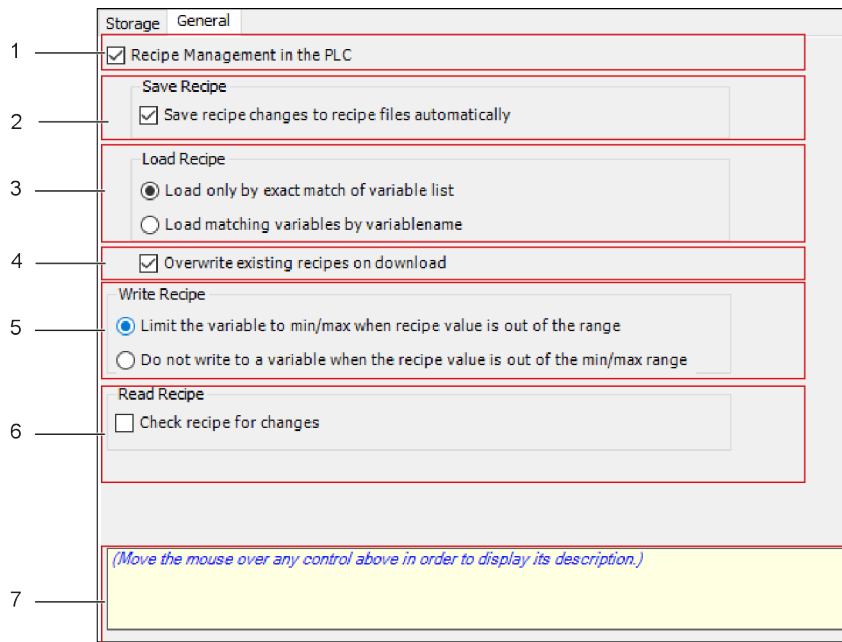 Storage General
1
Recipe Management in the PLC
Save Recipe
2
Save recipe changes to recipe files automatically
Load Recipe
3
Load only by exact match of variable list
Load matching variables by variablename
4
Overwrite existing recipes on download
Write Recipe
5
Limit the variable to min/max when recipe value is out of the range
Do not write to a variable when the recipe value is out of the min/max range
Read Recipe
6
Check recipe for changes
(Move the mouse over any control above in order to display its description.)
7